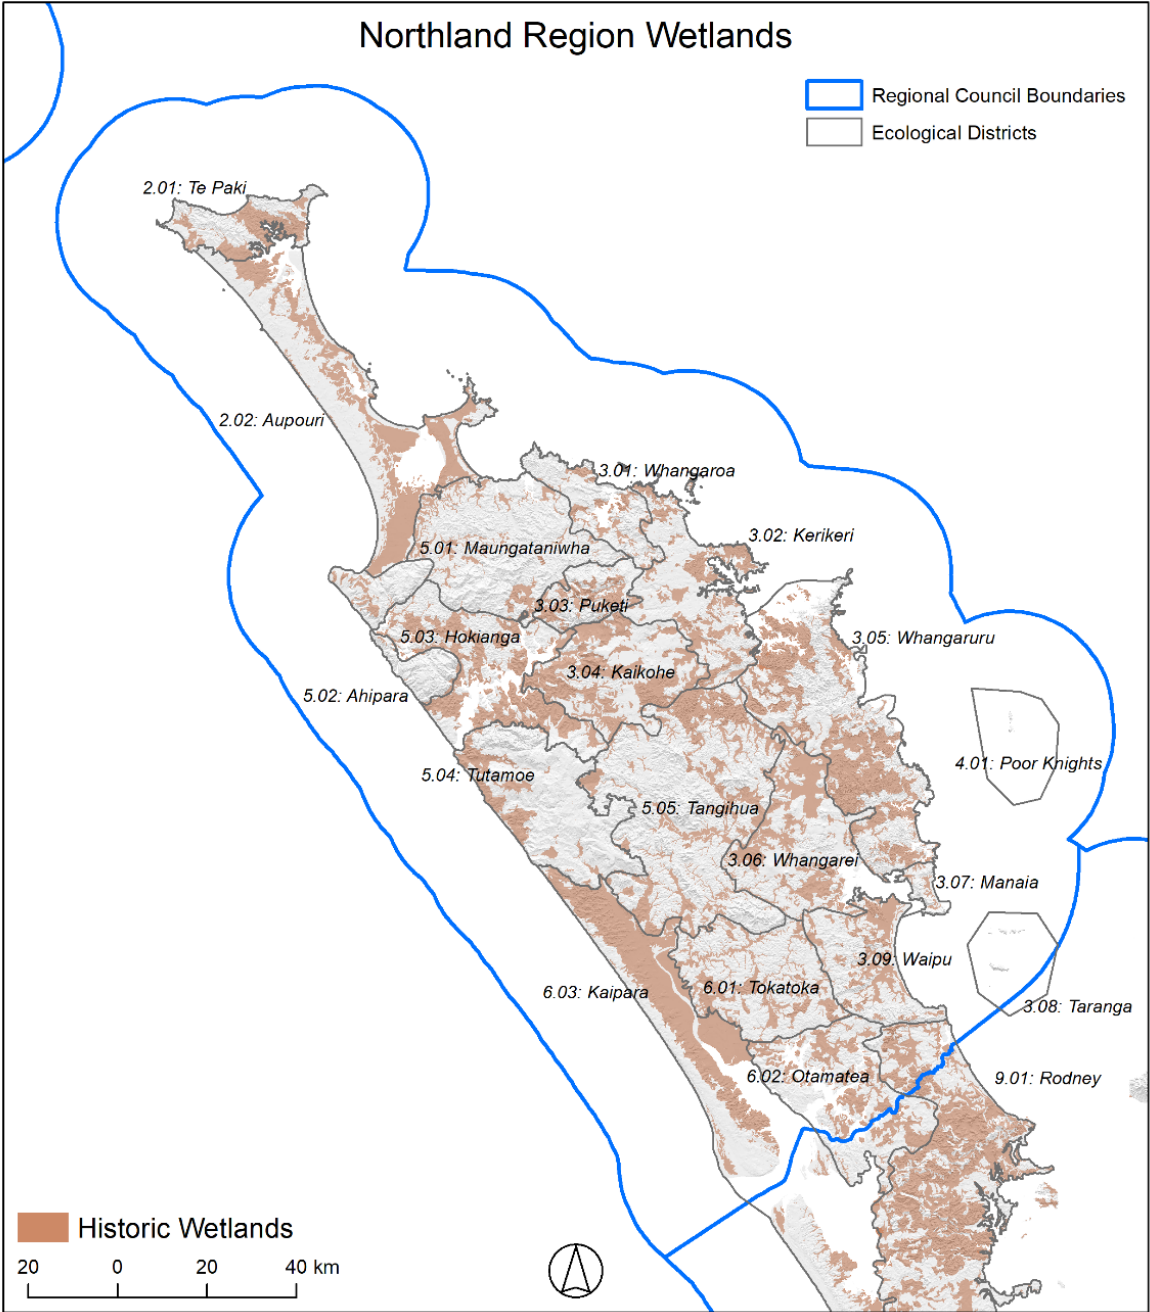 Northland Region Wetlands
Regional Council Boundaries
Ecological Districts
2.01: Te Paki
2.02: Aupouri
3.01: Whangaroa
3.02: Kerikeri
5.01: Maungataniwha
3.03: Puketi
5.03: Hokianga
3.05: Whangaruru
3.04: Kaikohe
5.02: Ahipara
4.01: Poor Knights
5.04: Tutamoe
5.05: Tangihua
3.06: Whangarei
3.07: Manaia
3.09: Waipu
6.03: Kaipara
6.01: Tokatoka
3.08: Taranga
6.02: Otamatea
9.01: Rodney
Historic Wetlands
20 0 20 40 km